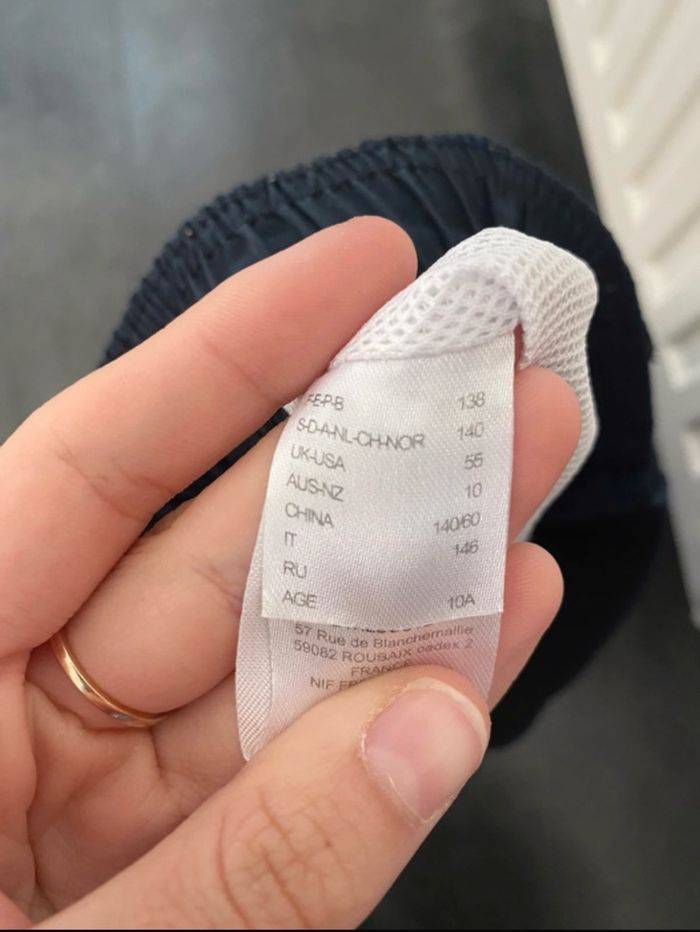 F-E-P-B 138
S-D-A-NL-CH-NOR 140
UK-USA 55
AUS-NZ 10
CHINA 140/60
IT 146
RU
AGE 10A
57 Rue de Blanchemaille
59082 ROUBAIX cedex 2
FRANCE
NIF